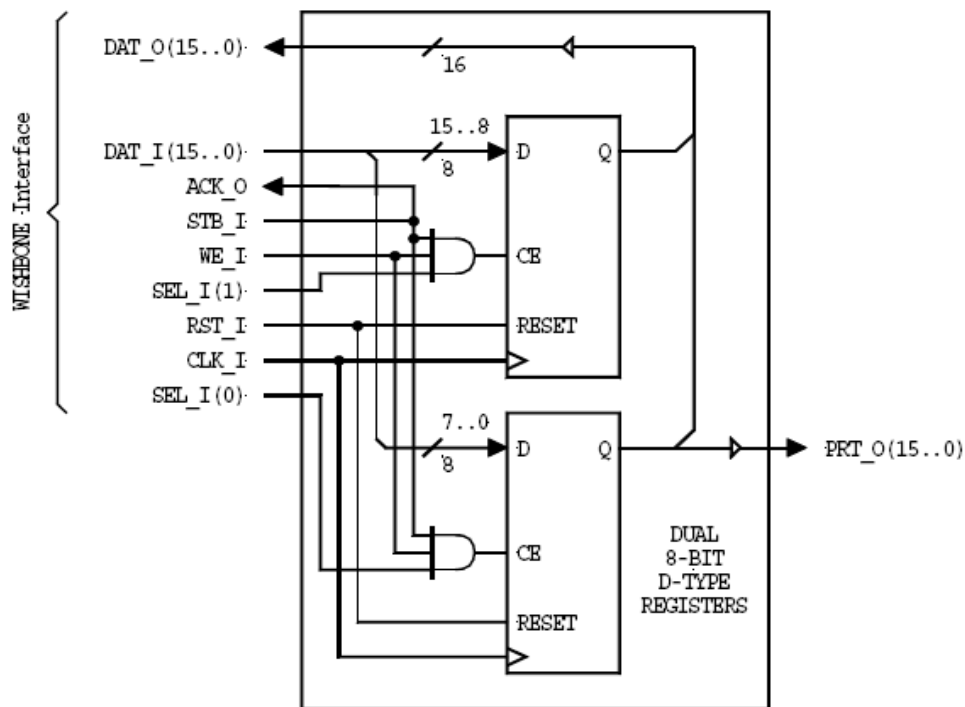 WISHBONE Interface
DAT_O(15..0)
16
DAT_I(15..0)
15..8
8
D
Q
ACK_O
STB_I
WE_I
CE
SEL_I(1)
RST_I
RESET
CLK_I
SEL_I(0)
7..0
8
D
Q
PRT_O(15..0)
CE
DUAL
8-BIT
D-TYPE
REGISTERS
RESET